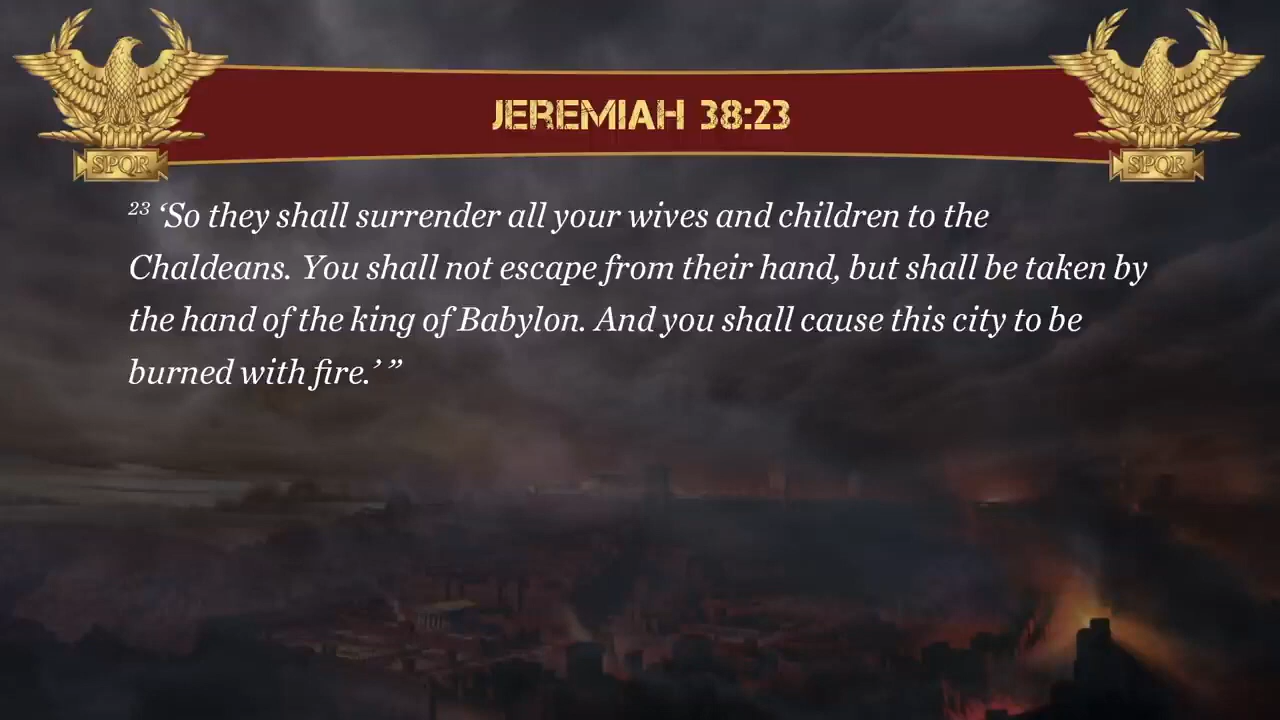 SPQR
JEREMIAH 38:23
SPQR
23 ‘So they shall surrender all your wives and children to the
Chaldeans. You shall not escape from their hand, but shall be taken by
the hand of the king of Babylon. And you shall cause this city to be
burned with fire.’ ”